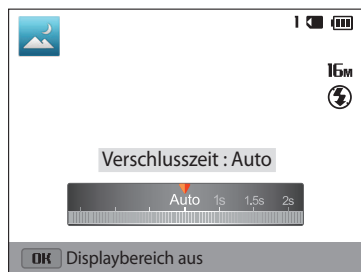 1
16M
Verschlusszeit : Auto
Auto 1s 1.5s 2s
OK Displaybereich aus